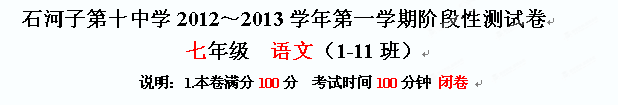 石河子第十中学 2012～2013 学年第一学期阶段性测试卷
七年级 语文（1-11 班）
说明：1.本卷满分 100 分 考试时间 100 分钟 闭卷